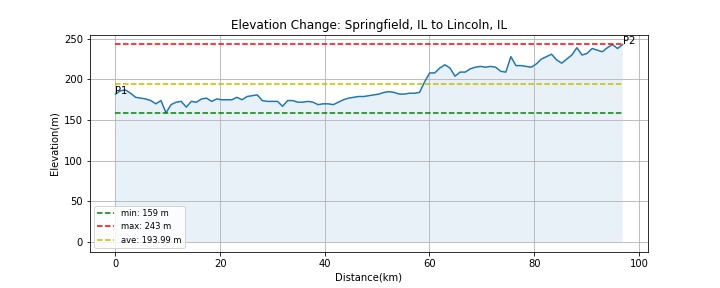 Elevation Change: Springfield, IL to Lincoln, IL
250
200
150
100
50
0
Elevation(m)
P1
P2
min: 159 m
max: 243 m
ave: 193.99 m
0 20 40 60 80 100
Distance(km)